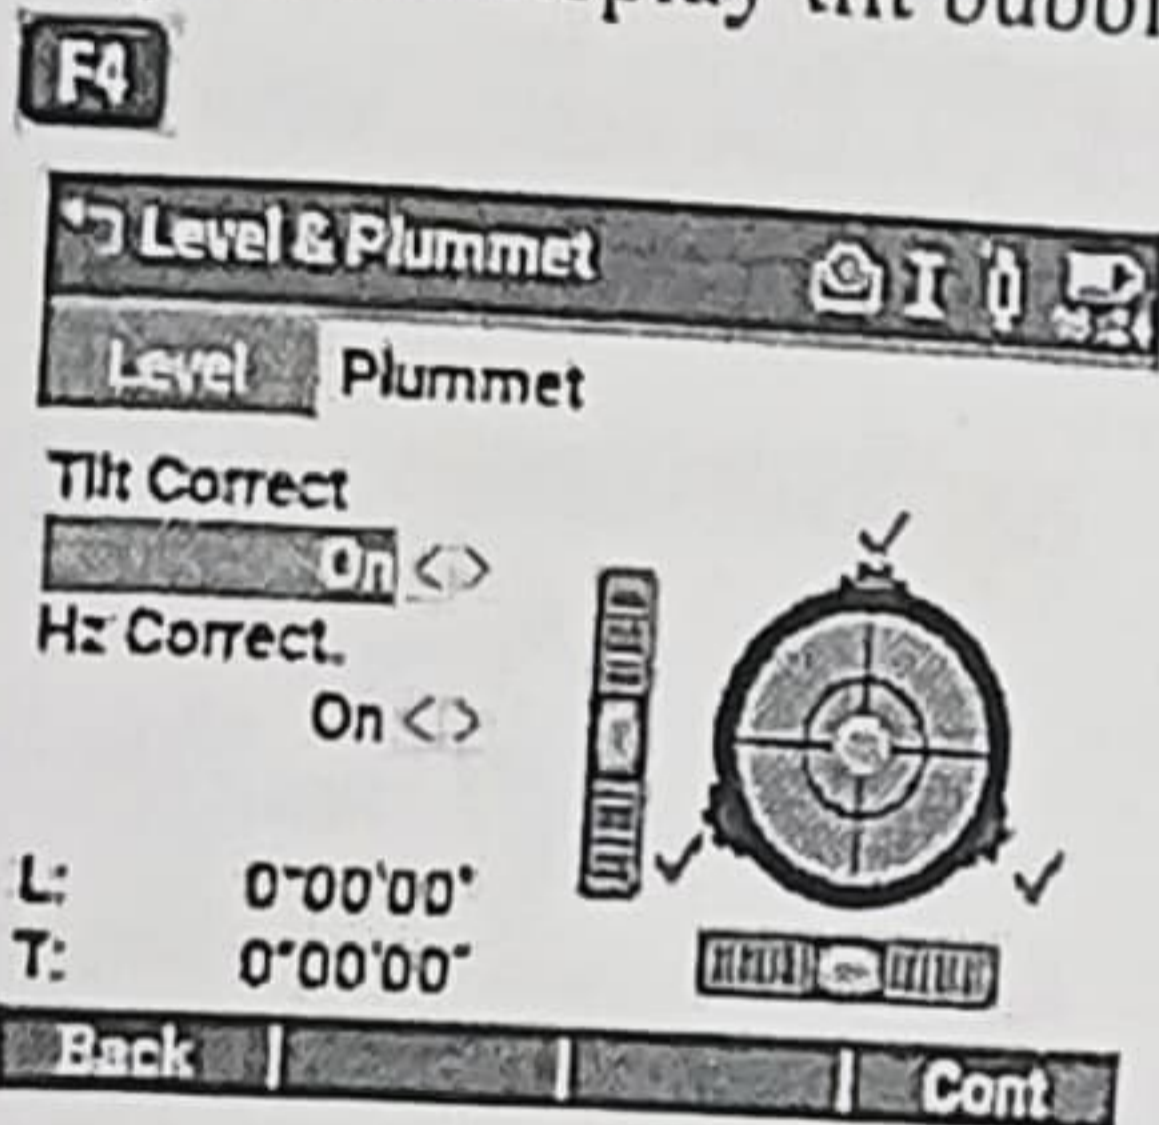 tilt
F4
Level & Plummet
Level Plummet
Tilt Correct
On <>
Hz Correct.
On <>
L: 0°00'00"
T: 0°00'00"
Back | | | Cont